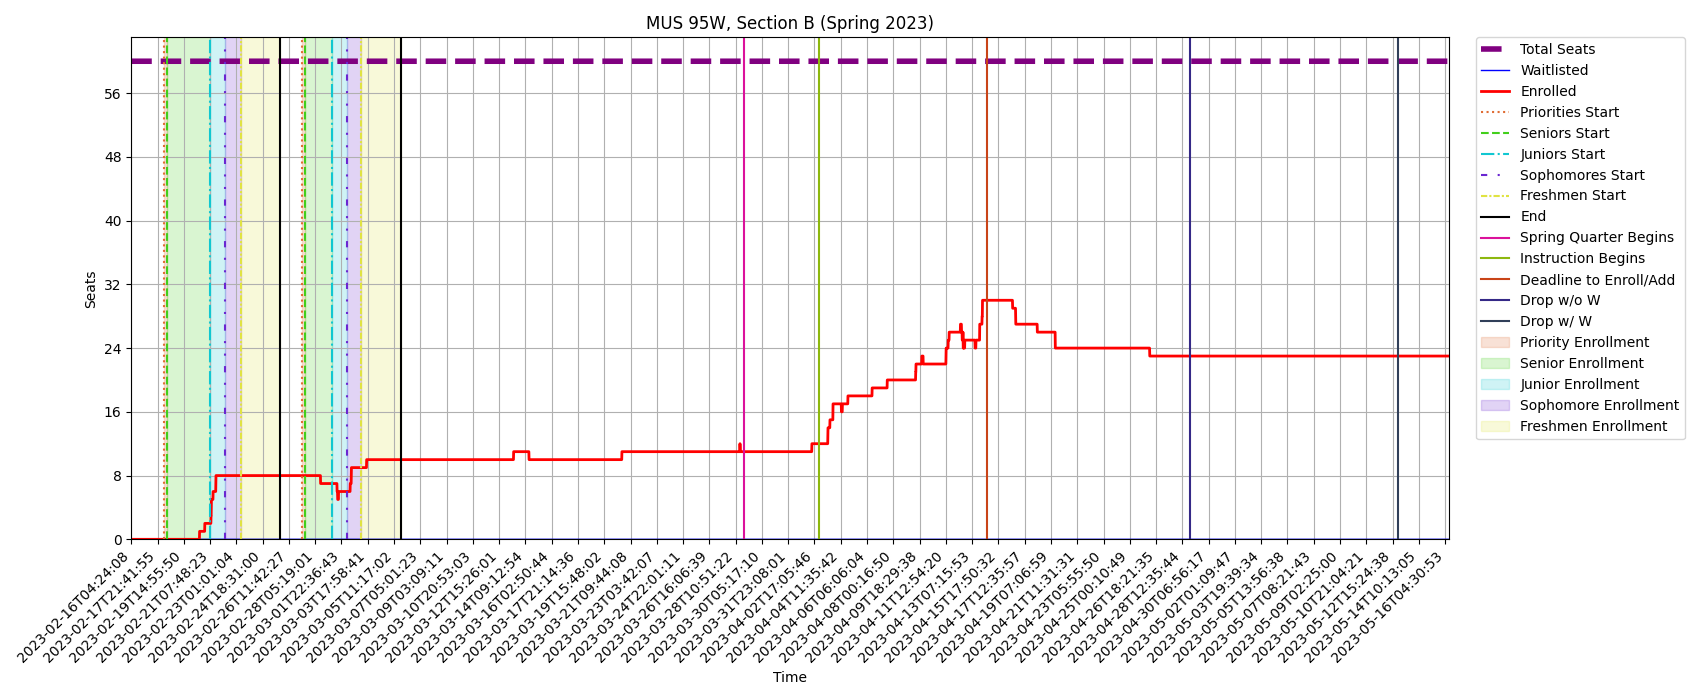 MUS 95W, Section B (Spring 2023)
Seats
56
48
40
32
24
16
8
0
2023-02-16T04:24:08
2023-02-17T21:41:55
2023-02-19T14:55:50
2023-02-21T07:48:23
2023-02-23T01:01:04
2023-02-24T18:31:00
2023-02-26T11:42:27
2023-02-28T05:19:01
2023-03-01T22:36:43
2023-03-03T17:58:41
2023-03-05T11:17:02
2023-03-07T05:01:23
2023-03-09T03:09:11
2023-03-10T20:53:03
2023-03-12T15:26:01
2023-03-14T09:12:54
2023-03-16T02:50:44
2023-03-17T21:14:36
2023-03-19T15:48:02
2023-03-21T09:44:08
2023-03-23T03:42:07
2023-03-24T22:01:11
2023-03-26T16:06:39
2023-03-28T10:51:22
2023-03-30T05:17:10
2023-03-31T23:08:01
2023-04-02T17:05:46
2023-04-04T11:35:42
2023-04-06T06:06:04
2023-04-08T00:16:50
2023-04-09T18:29:38
2023-04-11T12:54:20
2023-04-13T07:15:53
2023-04-15T17:50:32
2023-04-17T12:35:57
2023-04-19T07:06:59
2023-04-21T11:31:31
2023-04-23T05:55:50
2023-04-25T00:10:49
2023-04-26T18:21:35
2023-04-28T12:35:44
2023-04-30T06:56:17
2023-05-02T01:09:47
2023-05-03T19:39:34
2023-05-05T13:56:38
2023-05-07T08:21:43
2023-05-09T02:25:00
2023-05-10T21:04:21
2023-05-12T15:24:38
2023-05-14T10:13:05
2023-05-16T04:30:53
Time
Total Seats
Waitlisted
Enrolled
Priorities Start
Seniors Start
Juniors Start
Sophomores Start
Freshmen Start
End
Spring Quarter Begins
Instruction Begins
Deadline to Enroll/Add
Drop w/o W
Drop w/ W
Priority Enrollment
Senior Enrollment
Junior Enrollment
Sophomore Enrollment
Freshmen Enrollment